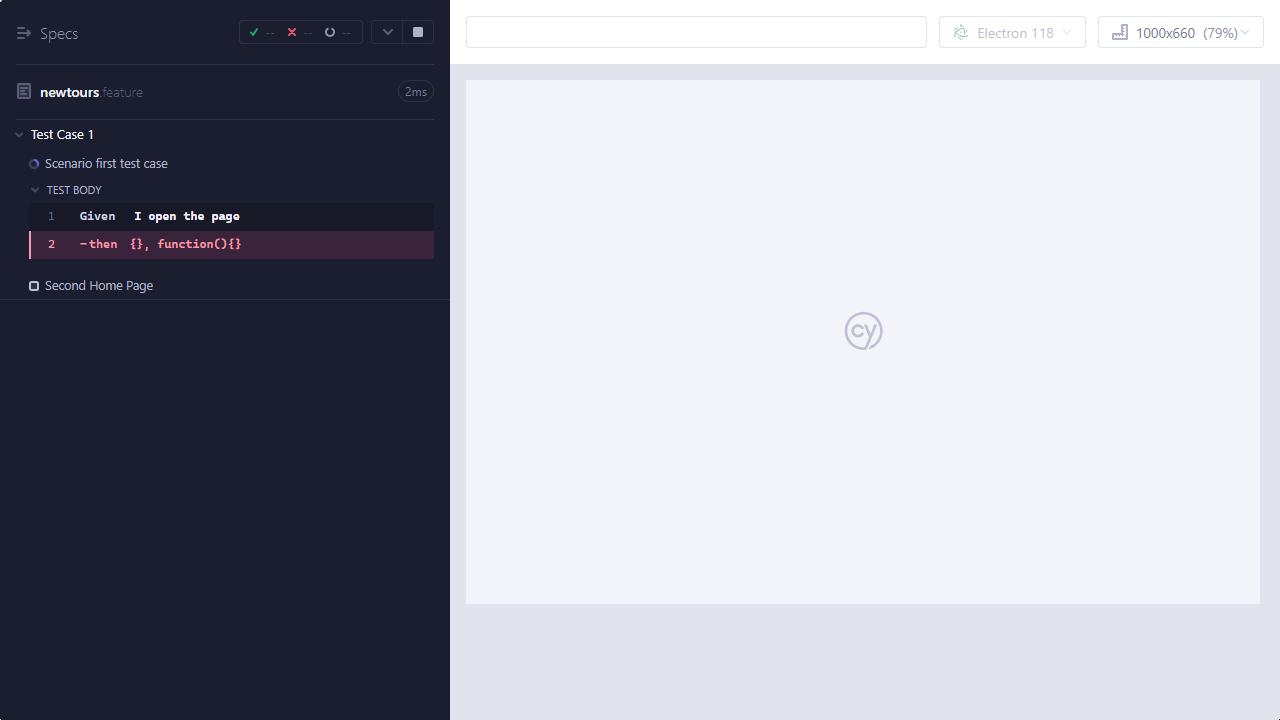 Specs
--
--
--
newtours feature
2ms
Test Case 1
Scenario first test case
TEST BODY
1 Given I open the page
2 -then {}, function(){}
Second Home Page
Electron 118
1000x660 (79%)
cy